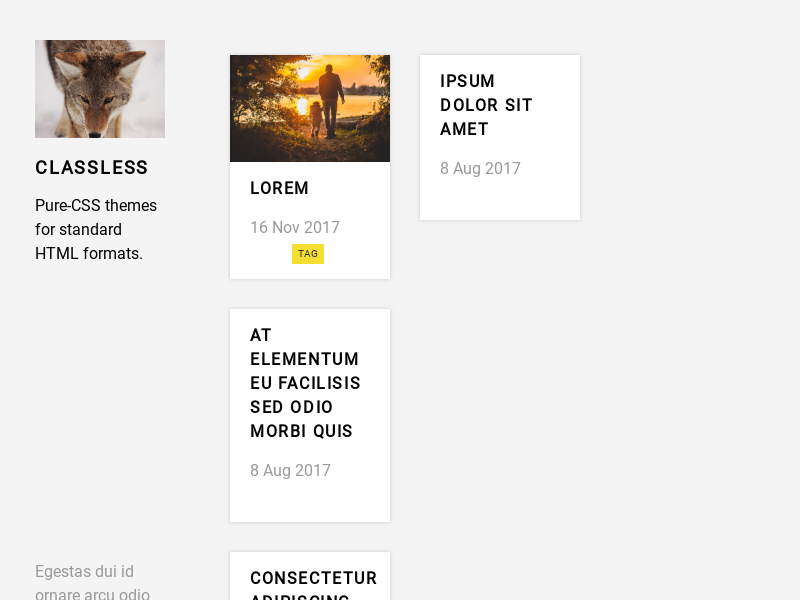 CLASSLESS
Pure-CSS themes
for standard
HTML formats.
Egestas dui id
ornare arcu odio
LOREM
16 Nov 2017
TAG
IPSUM
DOLOR SIT
AMET
8 Aug 2017
AT
ELEMENTUM
EU FACILISIS
SED ODIO
MORBI QUIS
8 Aug 2017
CONSECTETUR
ADIPISCING